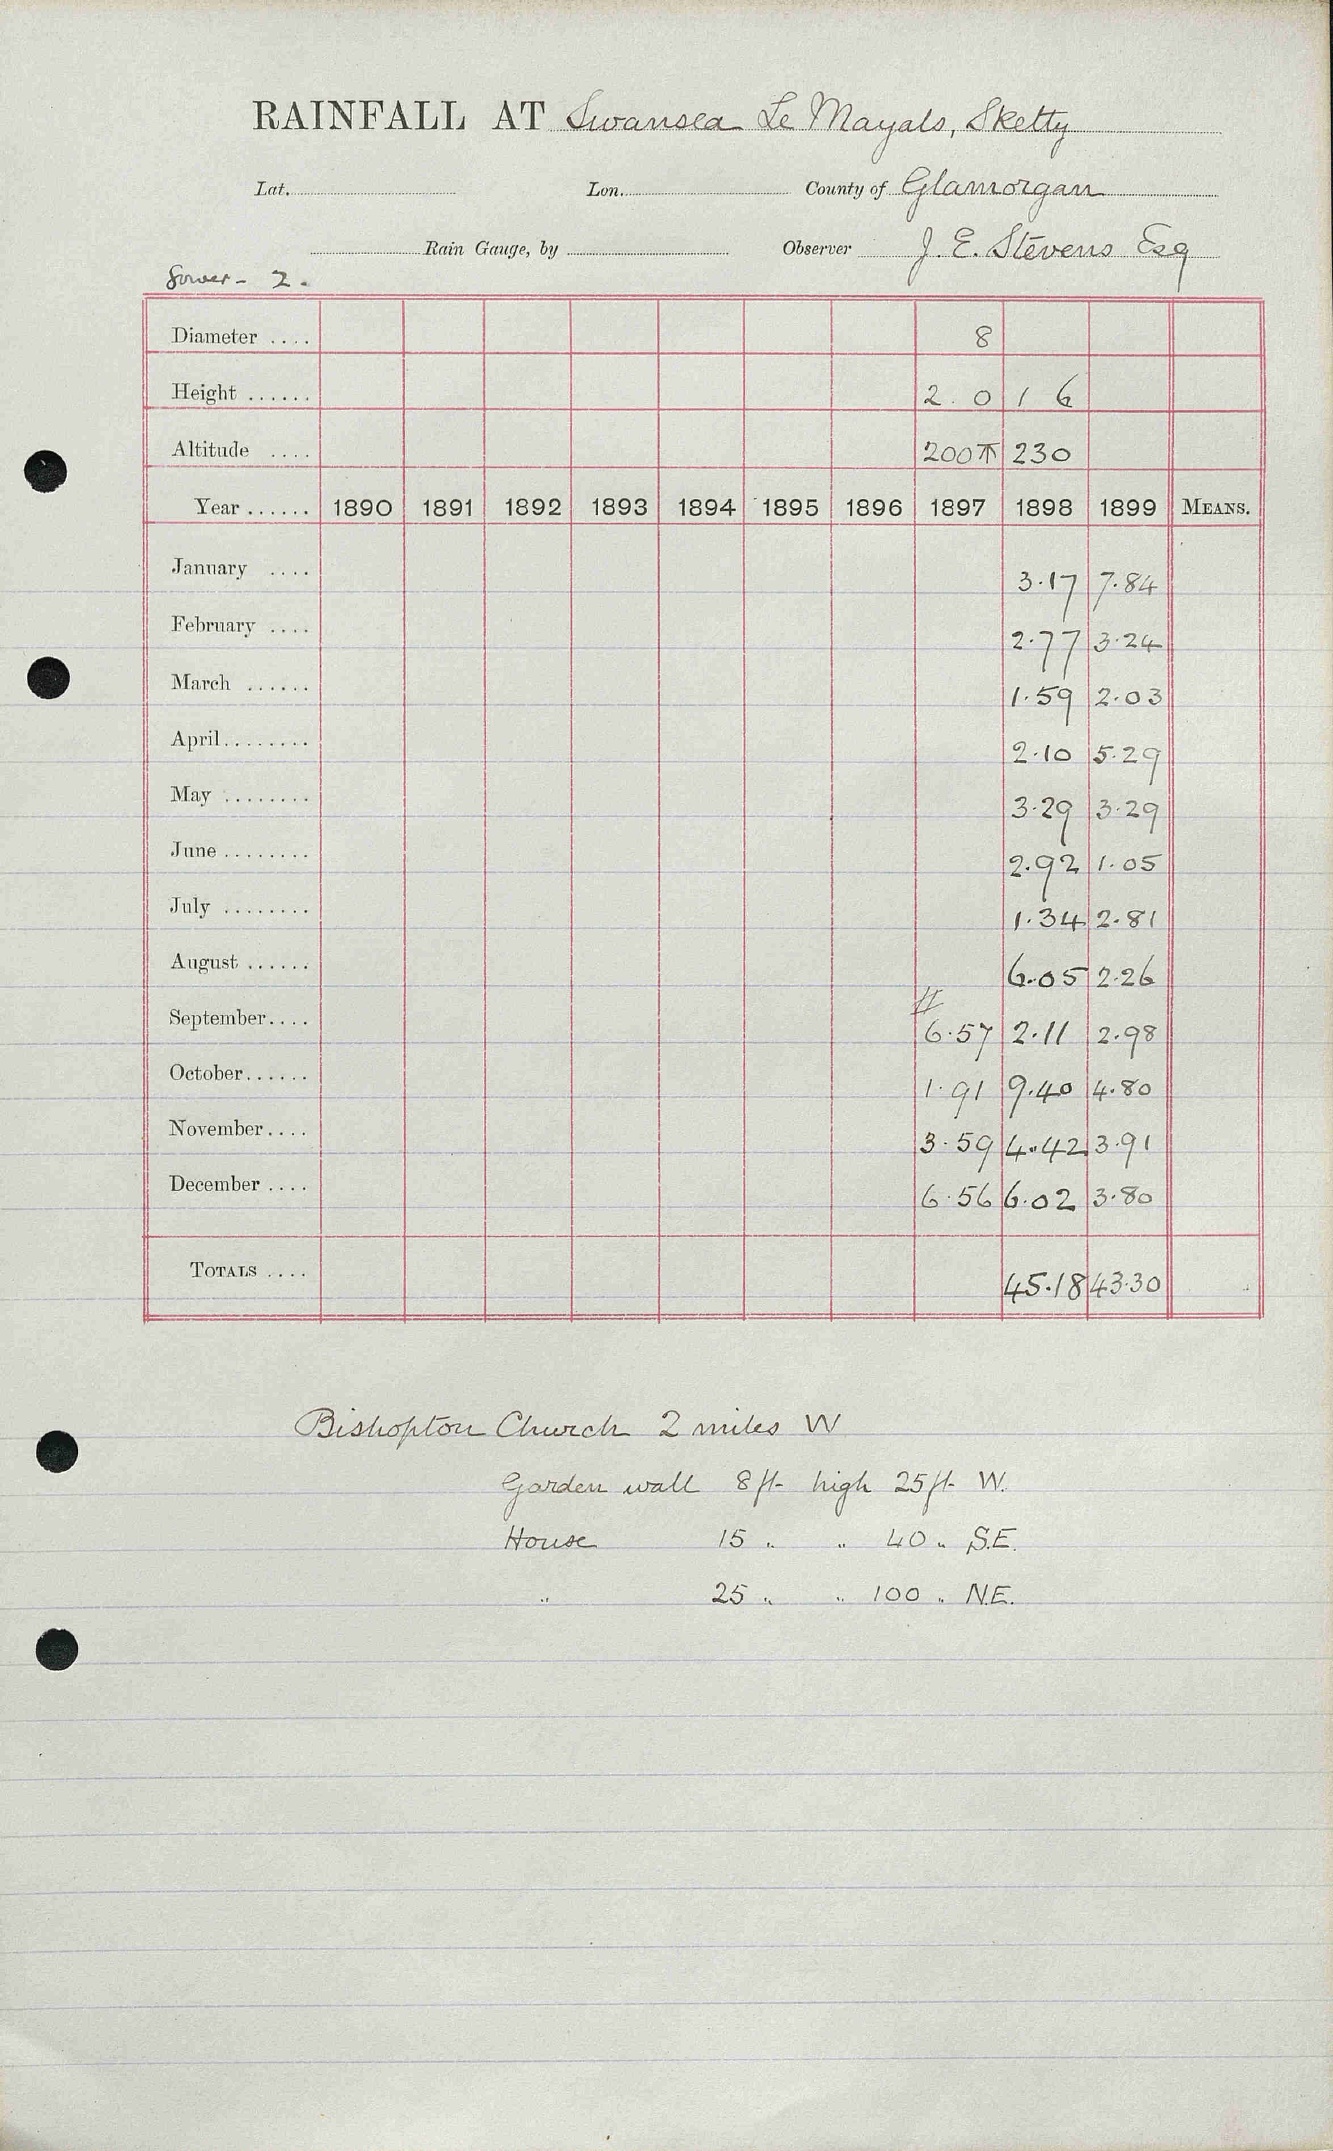 RAINFALL AT Swansea Le Mayals, Sketty
Lat. Lon. County of Glamorgan
Rain Gauge, by Observer J. E. Stevens Esq
Gower - 2.
Diameter .... 8
Height ...... 2. 0 1 6
Altitude .... 200 T 230
Year ...... 1890 1891 1892 1893 1894 1895 1896 1897 1898 1899 MEANS.
January .... 3.17 7.84
February .... 2.77 3.24
March ...... 1.59 2.03
April........ 2.10 5.29
May ........ 3.29 3.29
June ........ 2.92 1.05
July ........ 1.34 2.81
August ...... 6.05 2.26
#
September.... 6.57 2.11 2.98
October...... 1.91 9.40 4.80
November.... 3.59 4.42 3.91
December .... 6.56 6.02 3.80
TOTALS .... 45.18 43.30
Bishopton Church 2 miles W
Garden wall 8 ft. high 25 ft. W.
House 15 " " 40 " S.E.
" 25 " " 100 " N.E.